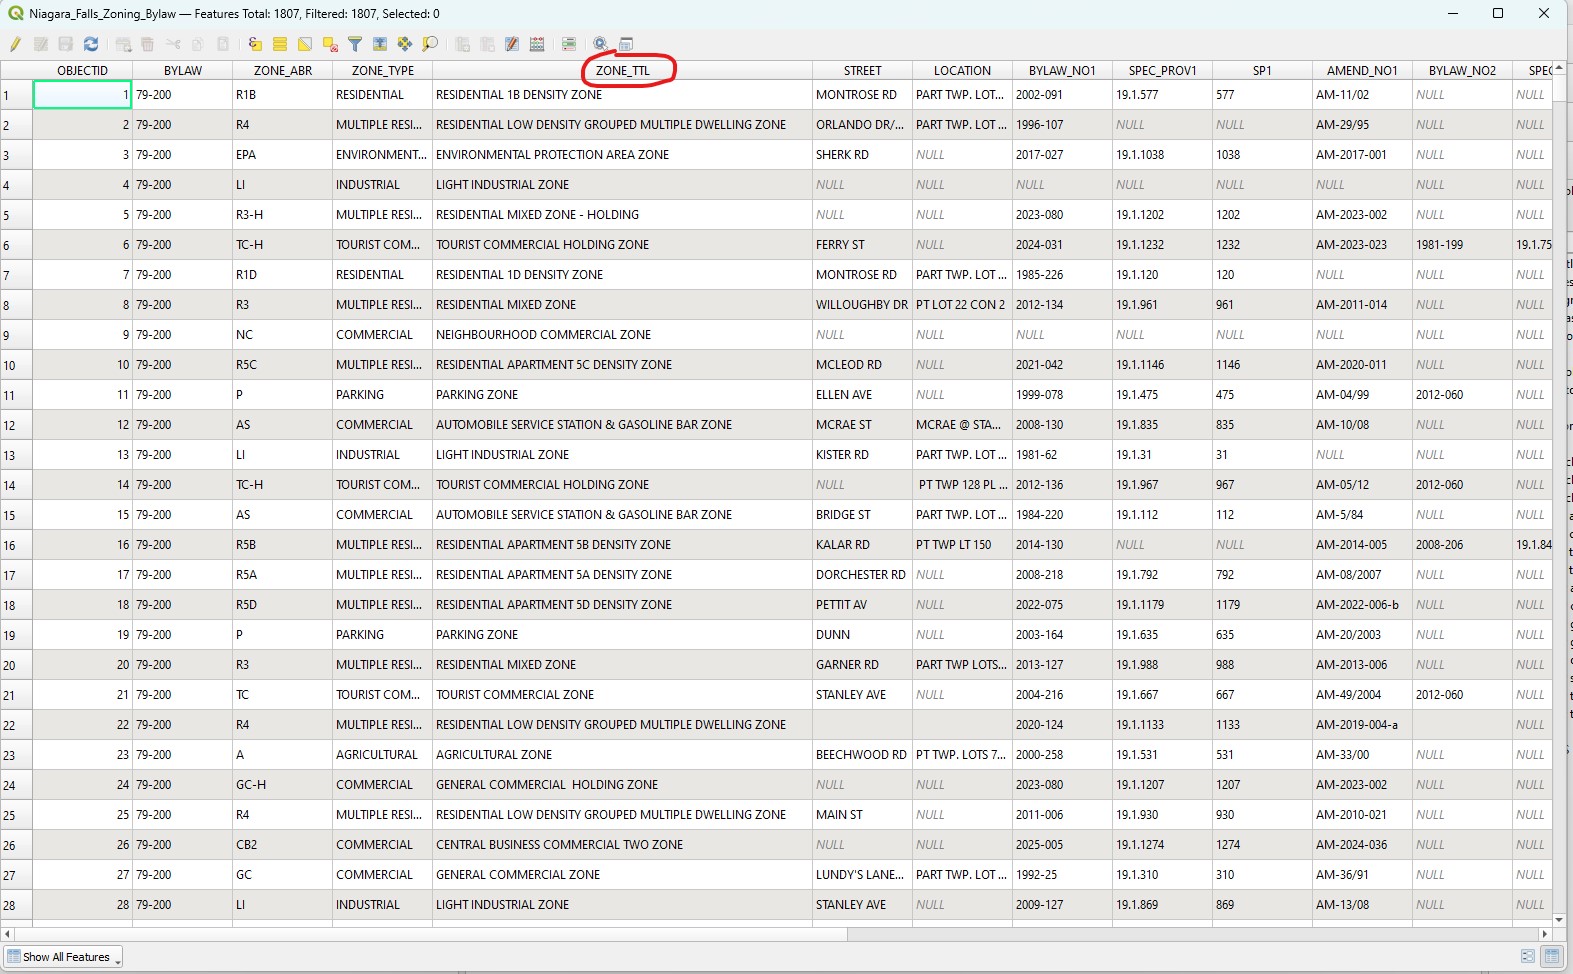 Niagara_Falls_Zoning_Bylaw — Features Total: 1807, Filtered: 1807, Selected: 0
OBJECTID BYLAW ZONE_ABR ZONE_TYPE ZONE_TTL STREET LOCATION BYLAW_NO1 SPEC_PROV1 SP1 AMEND_NO1 BYLAW_NO2 SPEC
1 1 79-200 R1B RESIDENTIAL RESIDENTIAL 1B DENSITY ZONE MONTROSE RD PART TWP. LOT... 2002-091 19.1.577 577 AM-11/02 NULL NULL
2 2 79-200 R4 MULTIPLE RESI... RESIDENTIAL LOW DENSITY GROUPED MULTIPLE DWELLING ZONE ORLANDO DR/... PART TWP. LOT ... 1996-107 NULL NULL AM-29/95 NULL NULL
3 3 79-200 EPA ENVIRONMENT... ENVIRONMENTAL PROTECTION AREA ZONE SHERK RD NULL 2017-027 19.1.1038 1038 AM-2017-001 NULL NULL
4 4 79-200 LI INDUSTRIAL LIGHT INDUSTRIAL ZONE NULL NULL NULL NULL NULL NULL NULL NULL
5 5 79-200 R3-H MULTIPLE RESI... RESIDENTIAL MIXED ZONE - HOLDING NULL NULL 2023-080 19.1.1202 1202 AM-2023-002 NULL NULL
6 6 79-200 TC-H TOURIST COM... TOURIST COMMERCIAL HOLDING ZONE FERRY ST NULL 2024-031 19.1.1232 1232 AM-2023-023 1981-199 19.1.75
7 7 79-200 R1D RESIDENTIAL RESIDENTIAL 1D DENSITY ZONE MONTROSE RD PART TWP. LOT ... 1985-226 19.1.120 120 NULL NULL NULL
8 8 79-200 R3 MULTIPLE RESI... RESIDENTIAL MIXED ZONE WILLOUGHBY DR PT LOT 22 CON 2 2012-134 19.1.961 961 AM-2011-014 NULL NULL
9 9 79-200 NC COMMERCIAL NEIGHBOURHOOD COMMERCIAL ZONE NULL NULL NULL NULL NULL NULL NULL NULL
10 10 79-200 R5C MULTIPLE RESI... RESIDENTIAL APARTMENT 5C DENSITY ZONE MCLEOD RD NULL 2021-042 19.1.1146 1146 AM-2020-011 NULL NULL
11 11 79-200 P PARKING PARKING ZONE ELLEN AVE NULL 1999-078 19.1.475 475 AM-04/99 2012-060 NULL
12 12 79-200 AS COMMERCIAL AUTOMOBILE SERVICE STATION & GASOLINE BAR ZONE MCRAE ST MCRAE @ STA... 2008-130 19.1.835 835 AM-10/08 NULL NULL
13 13 79-200 LI INDUSTRIAL LIGHT INDUSTRIAL ZONE KISTER RD PART TWP. LOT ... 1981-62 19.1.31 31 NULL NULL NULL
14 14 79-200 TC-H TOURIST COM... TOURIST COMMERCIAL HOLDING ZONE NULL PT TWP 128 PL ... 2012-136 19.1.967 967 AM-05/12 2012-060 NULL
15 15 79-200 AS COMMERCIAL AUTOMOBILE SERVICE STATION & GASOLINE BAR ZONE BRIDGE ST PART TWP. LOT ... 1984-220 19.1.112 112 AM-5/84 NULL NULL
16 16 79-200 R5B MULTIPLE RESI... RESIDENTIAL APARTMENT 5B DENSITY ZONE KALAR RD PT TWP LT 150 2014-130 NULL NULL AM-2014-005 2008-206 19.1.84
17 17 79-200 R5A MULTIPLE RESI... RESIDENTIAL APARTMENT 5A DENSITY ZONE DORCHESTER RD NULL 2008-218 19.1.792 792 AM-08/2007 NULL NULL
18 18 79-200 R5D MULTIPLE RESI... RESIDENTIAL APARTMENT 5D DENSITY ZONE PETTIT AV NULL 2022-075 19.1.1179 1179 AM-2022-006-b NULL NULL
19 19 79-200 P PARKING PARKING ZONE DUNN NULL 2003-164 19.1.635 635 AM-20/2003 NULL NULL
20 20 79-200 R3 MULTIPLE RESI... RESIDENTIAL MIXED ZONE GARNER RD PART TWP LOTS... 2013-127 19.1.988 988 AM-2013-006 NULL NULL
21 21 79-200 TC TOURIST COM... TOURIST COMMERCIAL ZONE STANLEY AVE NULL 2004-216 19.1.667 667 AM-49/2004 2012-060 NULL
22 22 79-200 R4 MULTIPLE RESI... RESIDENTIAL LOW DENSITY GROUPED MULTIPLE DWELLING ZONE 2020-124 19.1.1133 1133 AM-2019-004-a NULL
23 23 79-200 A AGRICULTURAL AGRICULTURAL ZONE BEECHWOOD RD PT TWP. LOTS 7... 2000-258 19.1.531 531 AM-33/00 NULL NULL
24 24 79-200 GC-H COMMERCIAL GENERAL COMMERCIAL  HOLDING ZONE NULL NULL 2023-080 19.1.1207 1207 AM-2023-002 NULL NULL
25 25 79-200 R4 MULTIPLE RESI... RESIDENTIAL LOW DENSITY GROUPED MULTIPLE DWELLING ZONE MAIN ST NULL 2011-006 19.1.930 930 AM-2010-021 NULL NULL
26 26 79-200 CB2 COMMERCIAL CENTRAL BUSINESS COMMERCIAL TWO ZONE NULL NULL 2025-005 19.1.1274 1274 AM-2024-036 NULL NULL
27 27 79-200 GC COMMERCIAL GENERAL COMMERCIAL ZONE LUNDY'S LANE... PART TWP. LOT ... 1992-25 19.1.310 310 AM-36/91 NULL NULL
28 28 79-200 LI INDUSTRIAL LIGHT INDUSTRIAL ZONE STANLEY AVE NULL 2009-127 19.1.869 869 AM-13/08 NULL NULL
Show All Features